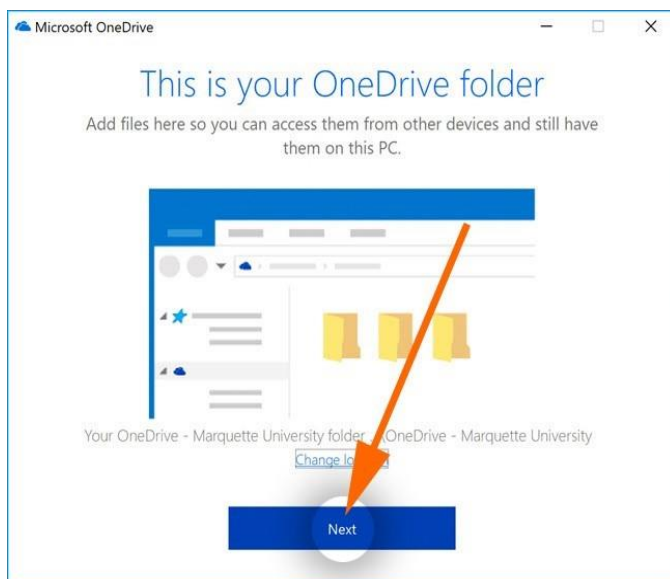 Microsoft OneDrive
This is your OneDrive folder
Add files here so you can access them from other devices and still have
them on this PC.
Your OneDrive - Marquette University folder \OneDrive - Marquette University
Change
Next